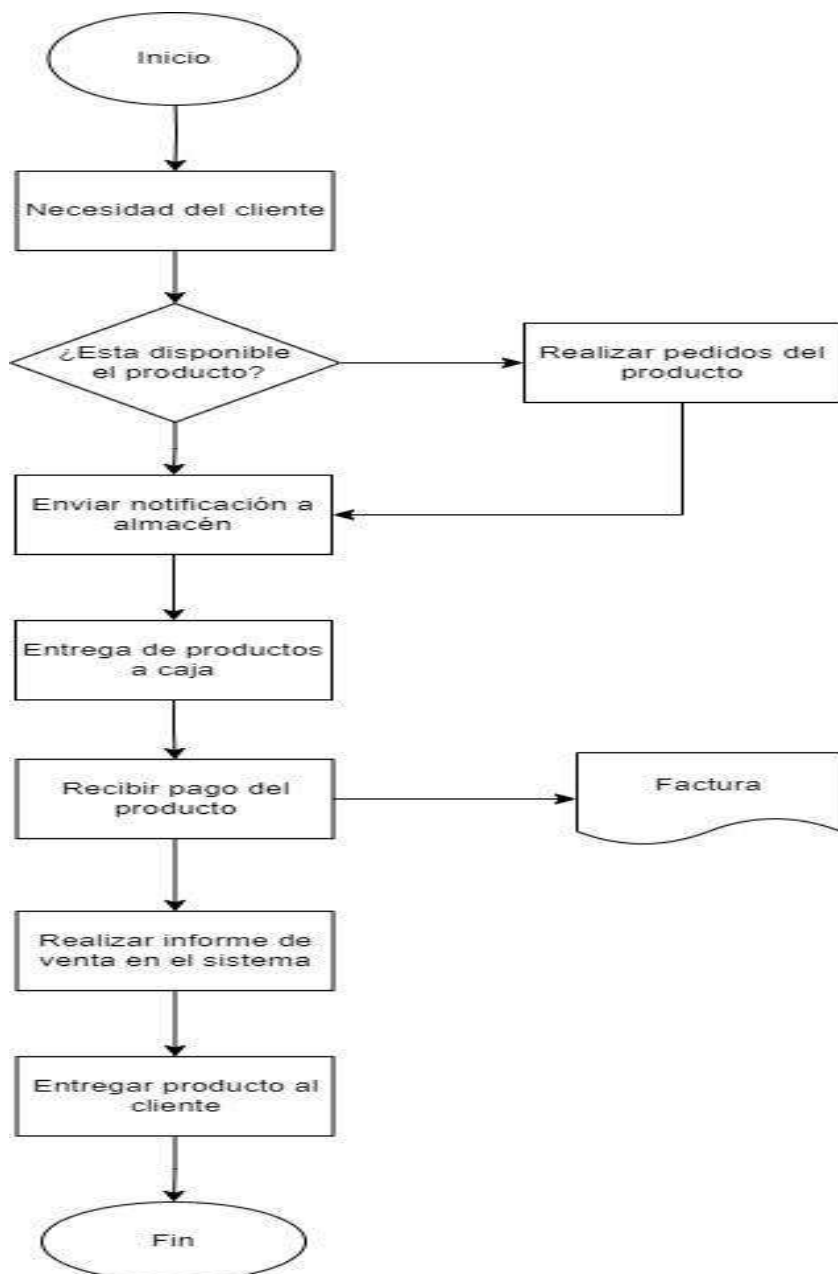 Inicio
Necesidad del cliente
¿Esta disponible
el producto?
Realizar pedidos del
producto
Enviar notificación a
almacén
Entrega de productos
a caja
Recibir pago del
producto
Factura
Realizar informe de
venta en el sistema
Entregar producto al
cliente
Fin